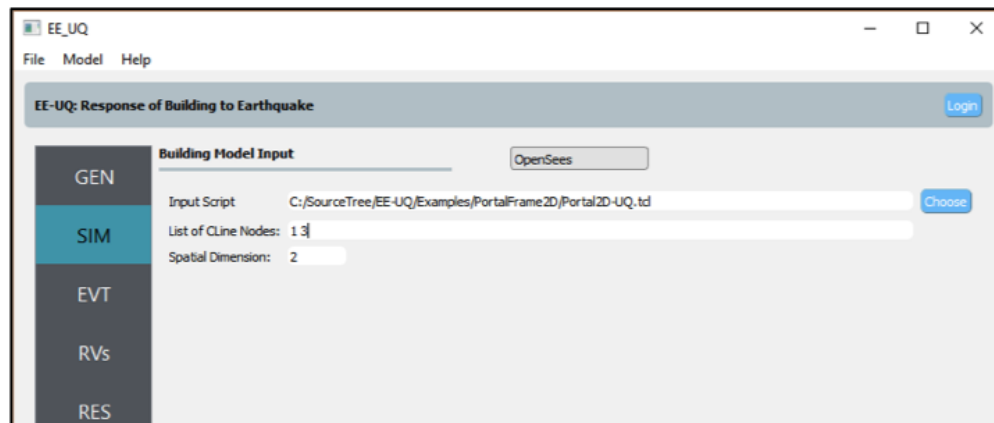 EE_UQ
File Model Help
EE-UQ: Response of Building to Earthquake
Login
GEN
SIM
EVT
RVs
RES
Building Model Input
OpenSees
Input Script C:/SourceTree/EE-UQ/Examples/PortalFrame2D/Portal2D-UQ.tcl Choose
List of CLine Nodes: 1 3
Spatial Dimension: 2